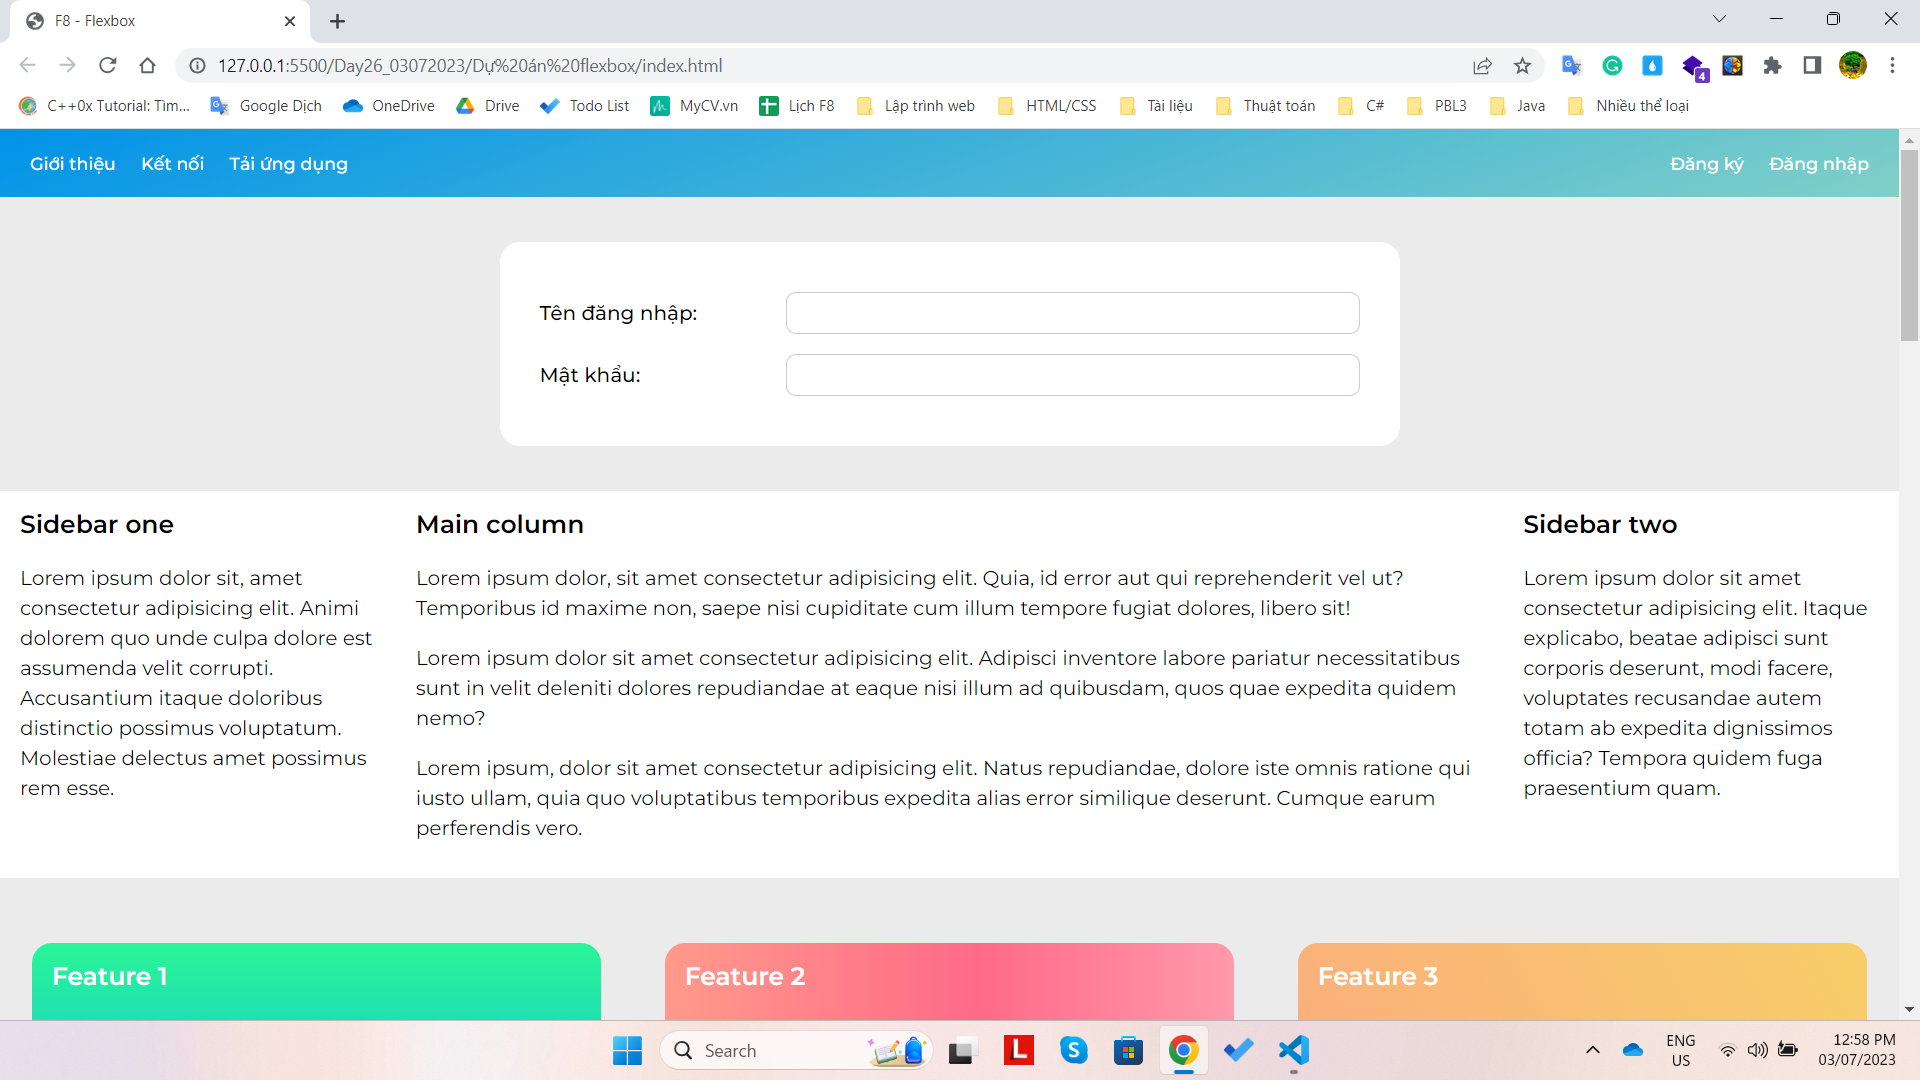 F8 - Flexbox
127.0.0.1:5500/Day26_03072023/Dự%20án%20flexbox/index.html
4
C++0x Tutorial: Tìm... Google Dịch OneDrive Drive Todo List MyCV.vn Lịch F8 Lập trình web HTML/CSS Tài liệu Thuật toán C# PBL3 Java Nhiều thể loại
Giới thiệu Kết nối Tải ứng dụng Đăng ký Đăng nhập
Tên đăng nhập:
Mật khẩu:
Sidebar one
Lorem ipsum dolor sit, amet
consectetur adipisicing elit. Animi
dolorem quo unde culpa dolore est
assumenda velit corrupti.
Accusantium itaque doloribus
distinctio possimus voluptatum.
Molestiae delectus amet possimus
rem esse.
Main column
Lorem ipsum dolor, sit amet consectetur adipisicing elit. Quia, id error aut qui reprehenderit vel ut?
Temporibus id maxime non, saepe nisi cupiditate cum illum tempore fugiat dolores, libero sit!
Lorem ipsum dolor sit amet consectetur adipisicing elit. Adipisci inventore labore pariatur necessitatibus
sunt in velit deleniti dolores repudiandae at eaque nisi illum ad quibusdam, quos quae expedita quidem
nemo?
Lorem ipsum, dolor sit amet consectetur adipisicing elit. Natus repudiandae, dolore iste omnis ratione qui
iusto ullam, quia quo voluptatibus temporibus expedita alias error similique deserunt. Cumque earum
perferendis vero.
Sidebar two
Lorem ipsum dolor sit amet
consectetur adipisicing elit. Itaque
explicabo, beatae adipisci sunt
corporis deserunt, modi facere,
voluptates recusandae autem
totam ab expedita dignissimos
officia? Tempora quidem fuga
praesentium quam.
Feature 1
Feature 2
Feature 3
Search
L
S
ENG
US
12:58 PM
03/07/2023